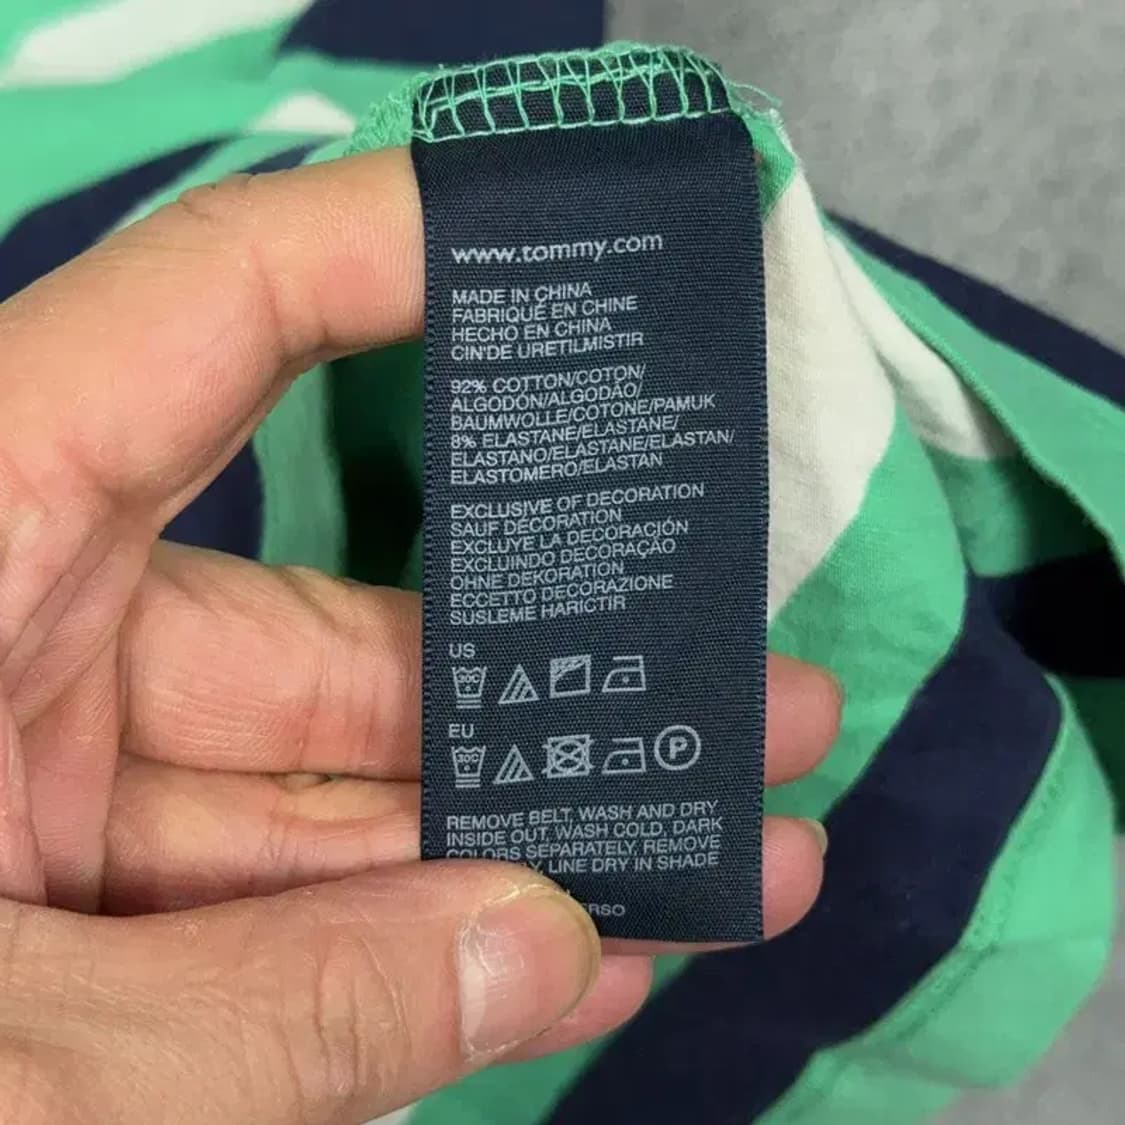 www.tommy.com
MADE IN CHINA
FABRIQUÉ EN CHINE
HECHO EN CHINA
CIN'DE URETILMISTIR
92% COTTON/COTON/
ALGODÓN/ALGODÃO/
BAUMWOLLE/COTONE/PAMUK
8% ELASTANE/ELASTANE/
ELASTANO/ELASTANE/ELASTAN/
ELASTOMERO/ELASTAN
EXCLUSIVE OF DECORATION
SAUF DÉCORATION
EXCLUYE LA DECORACIÓN
EXCLUINDO DECORAÇÃO
OHNE DEKORATION
ECCETTO DECORAZIONE
SUSLEME HARICTIR
US
30C
EU
30C
P
REMOVE BELT, WASH AND DRY
INSIDE OUT, WASH COLD, DARK
COLORS SEPARATELY, REMOVE
LINE DRY IN SHADE